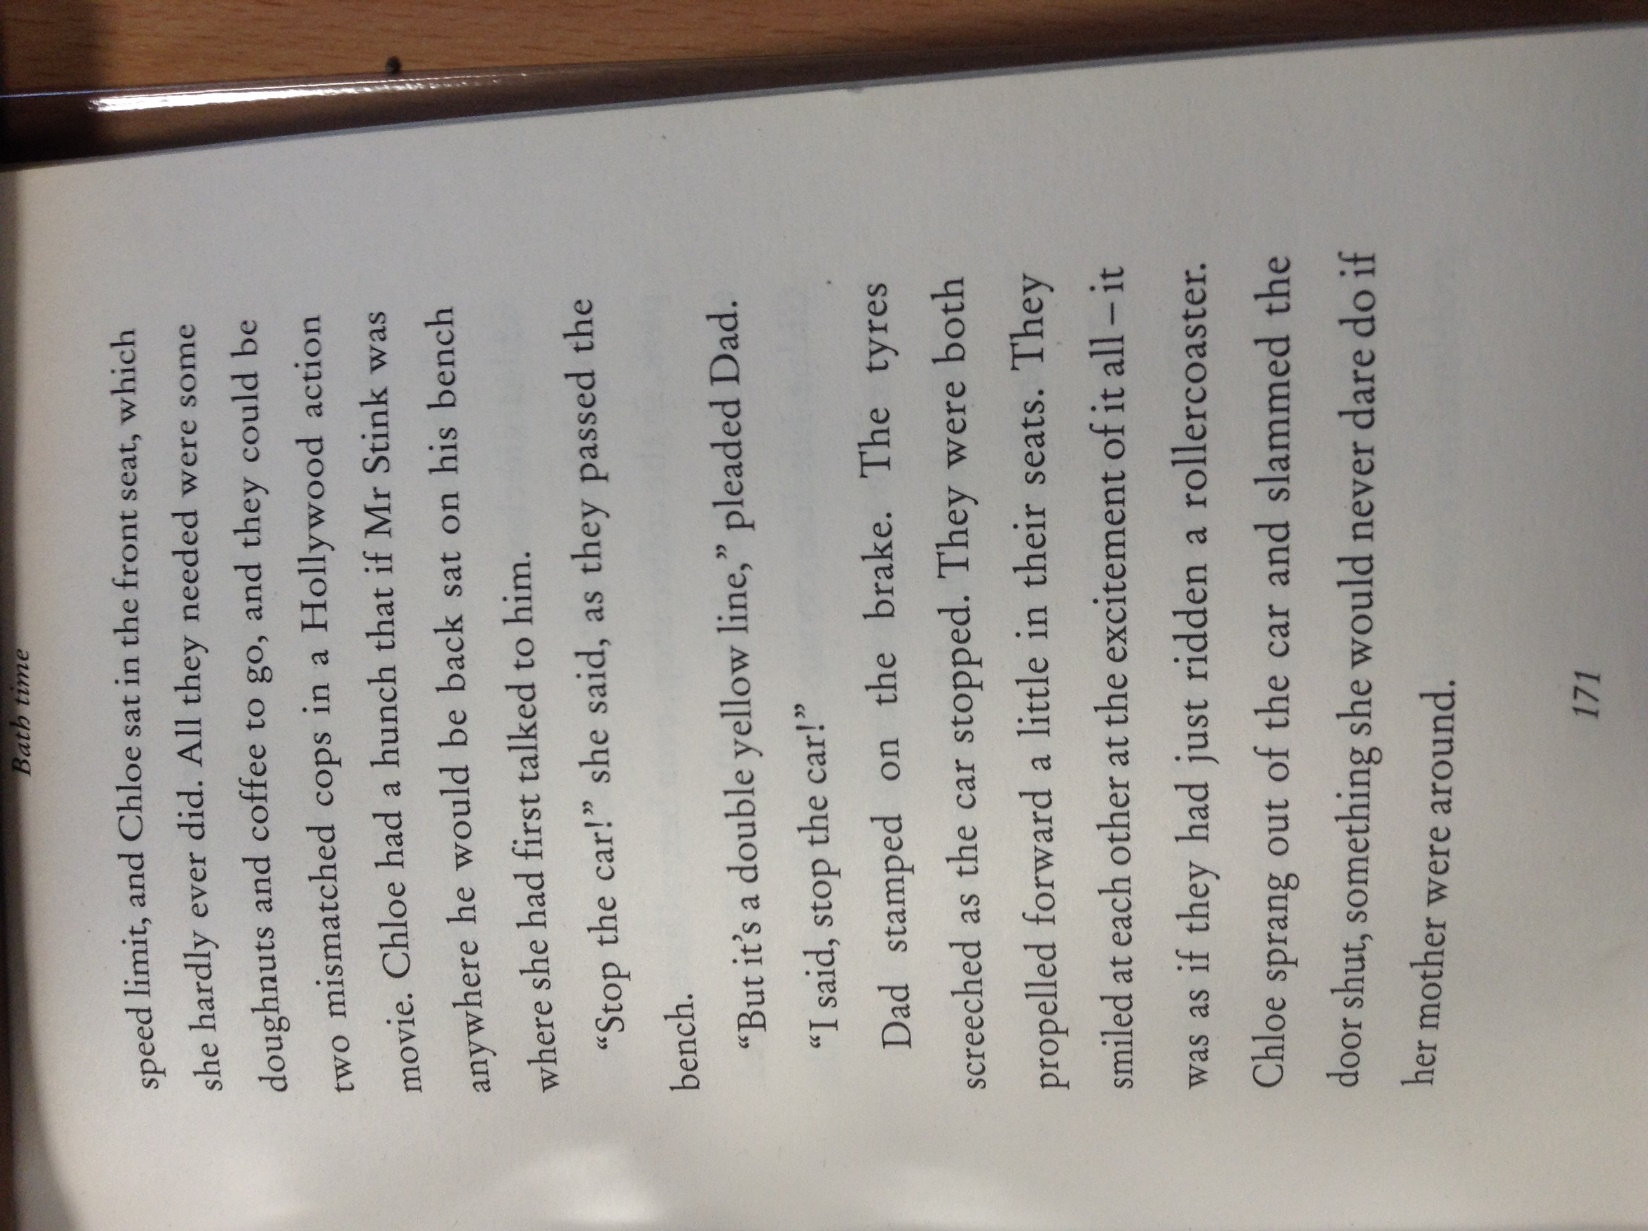 Bath time
speed limit, and Chloe sat in the front seat, which
she hardly ever did. All they needed were some
doughnuts and coffee to go, and they could be
two mismatched cops in a Hollywood action
movie. Chloe had a hunch that if Mr Stink was
anywhere he would be back sat on his bench
where she had first talked to him.
“Stop the car!” she said, as they passed the
bench.
“But it’s a double yellow line,” pleaded Dad.
“I said, stop the car!”
Dad stamped on the brake. The tyres
screeched as the car stopped. They were both
propelled forward a little in their seats. They
smiled at each other at the excitement of it all – it
was as if they had just ridden a rollercoaster.
Chloe sprang out of the car and slammed the
door shut, something she would never dare do if
her mother were around.
171